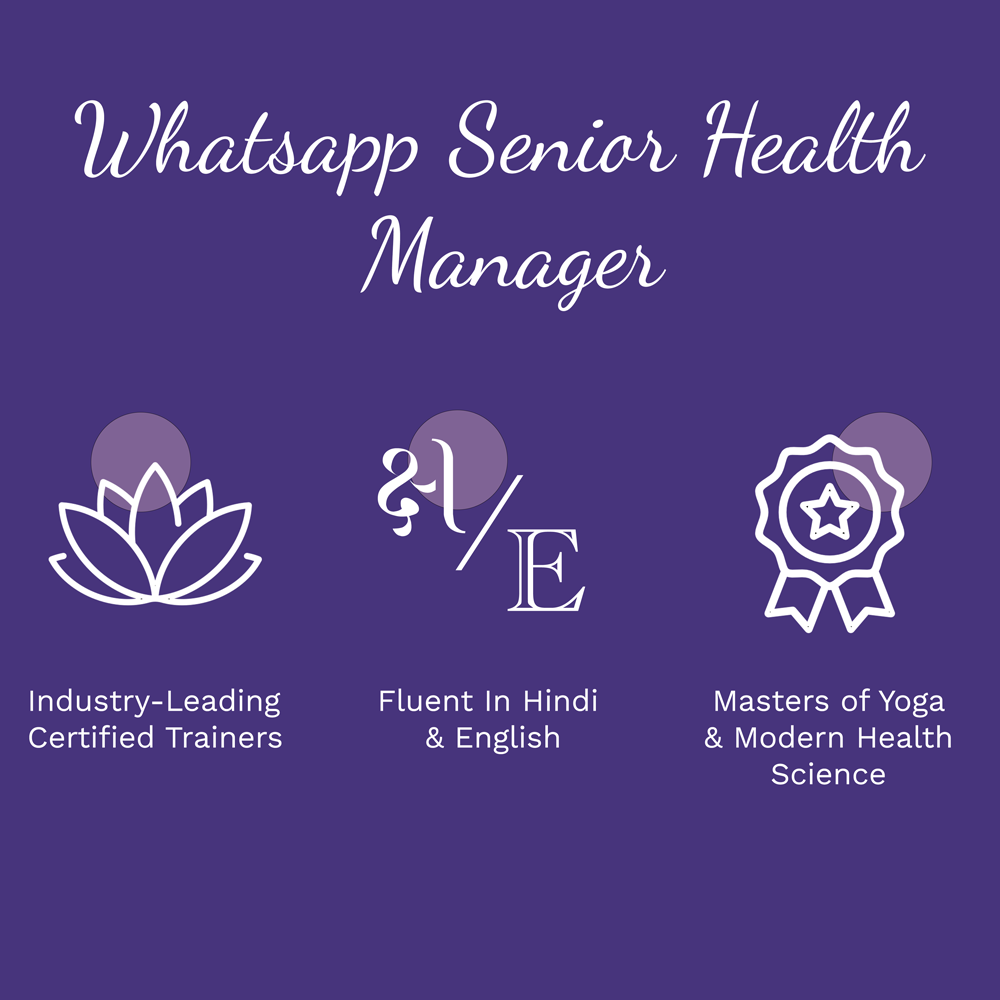 Whatsapp Senior Health
Manager
/E
Industry-Leading
Certified Trainers
Fluent In Hindi
& English
Masters of Yoga
& Modern Health
Science